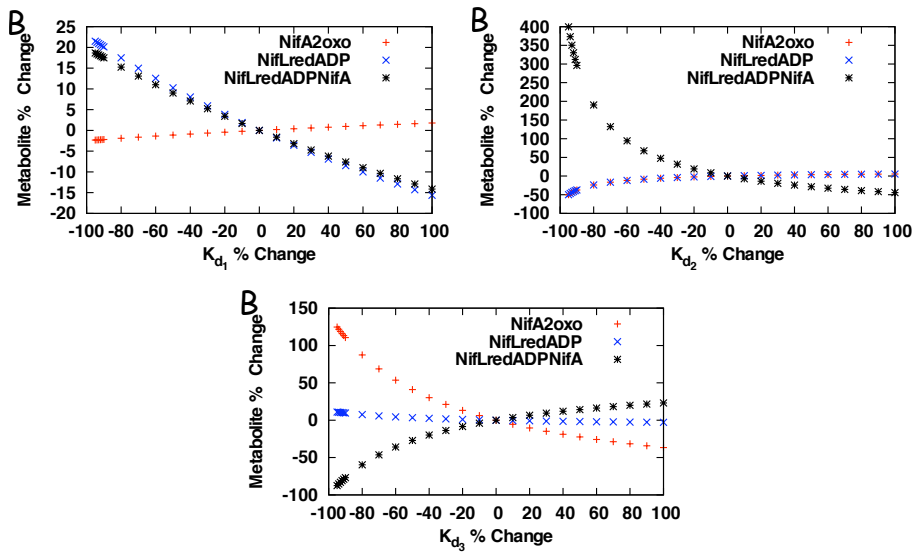 B
Metabolite % Change
25
20
15
10
5
0
-5
-10
-15
-20
NifA2oxo
NifLredADP
NifLredADPNifA
-100 -80 -60 -40 -20 0 20 40 60 80 100
Kd1 % Change
B
Metabolite % Change
400
350
300
250
200
150
100
50
0
-50
-100
NifA2oxo
NifLredADP
NifLredADPNifA
-100 -80 -60 -40 -20 0 20 40 60 80 100
Kd2 % Change
B
Metabolite % Change
150
100
50
0
-50
-100
NifA2oxo
NifLredADP
NifLredADPNifA
-100 -80 -60 -40 -20 0 20 40 60 80 100
Kd3 % Change